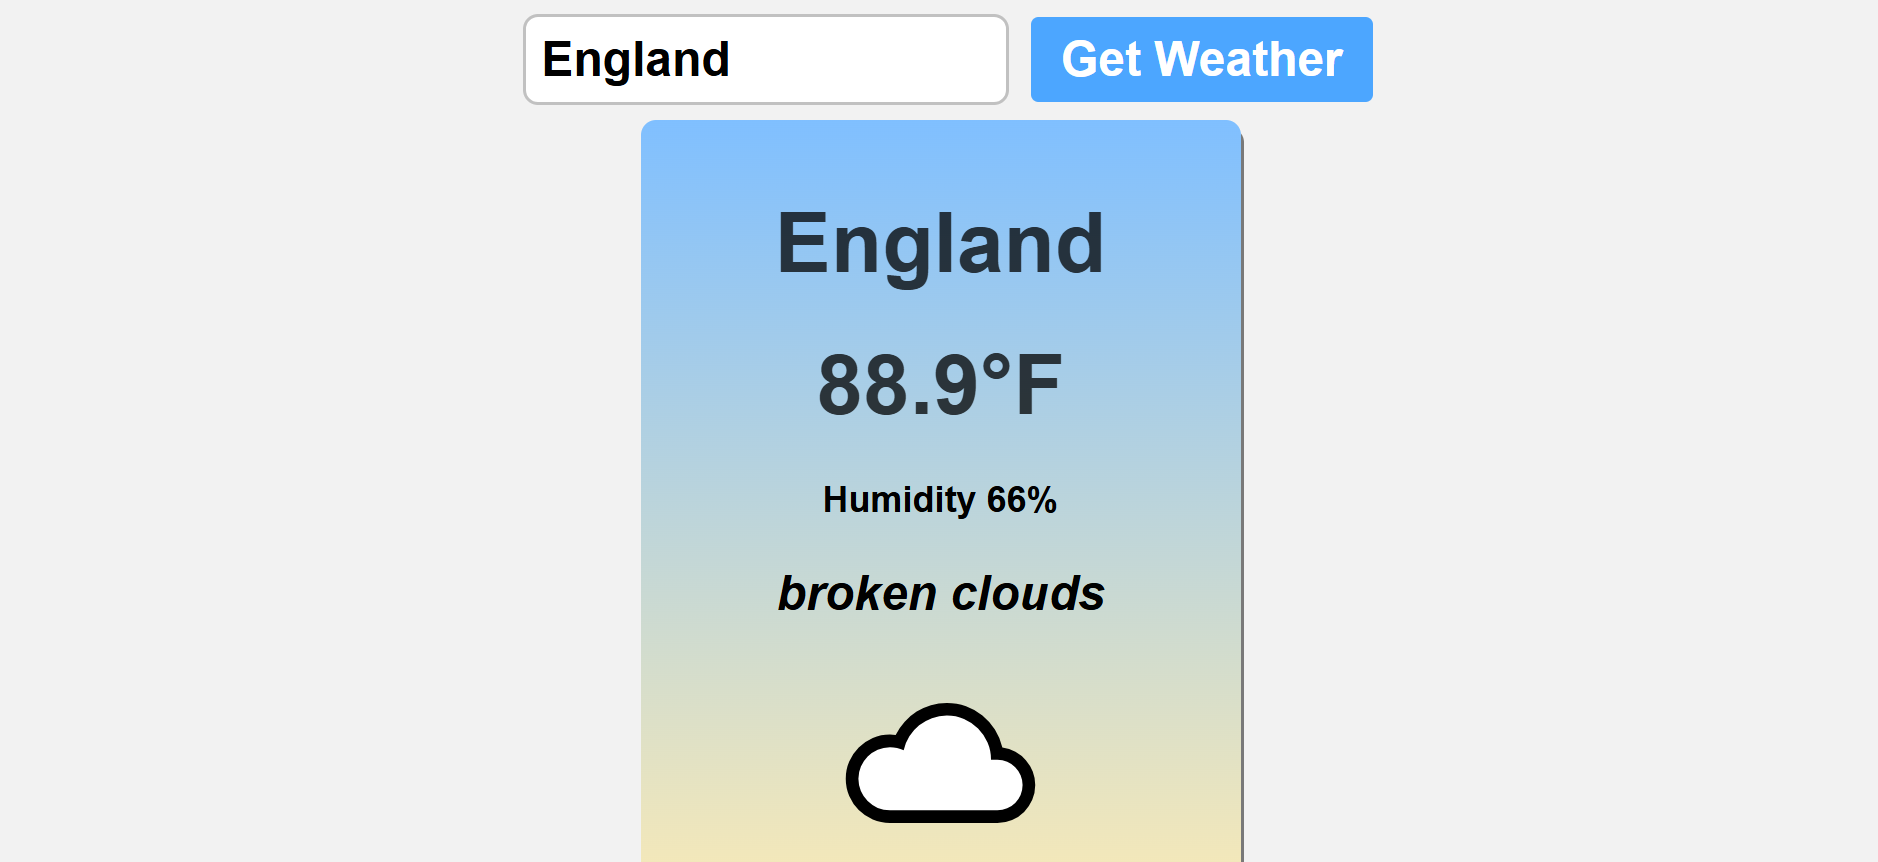 England
Get Weather
England
88.9°F
Humidity 66%
broken clouds